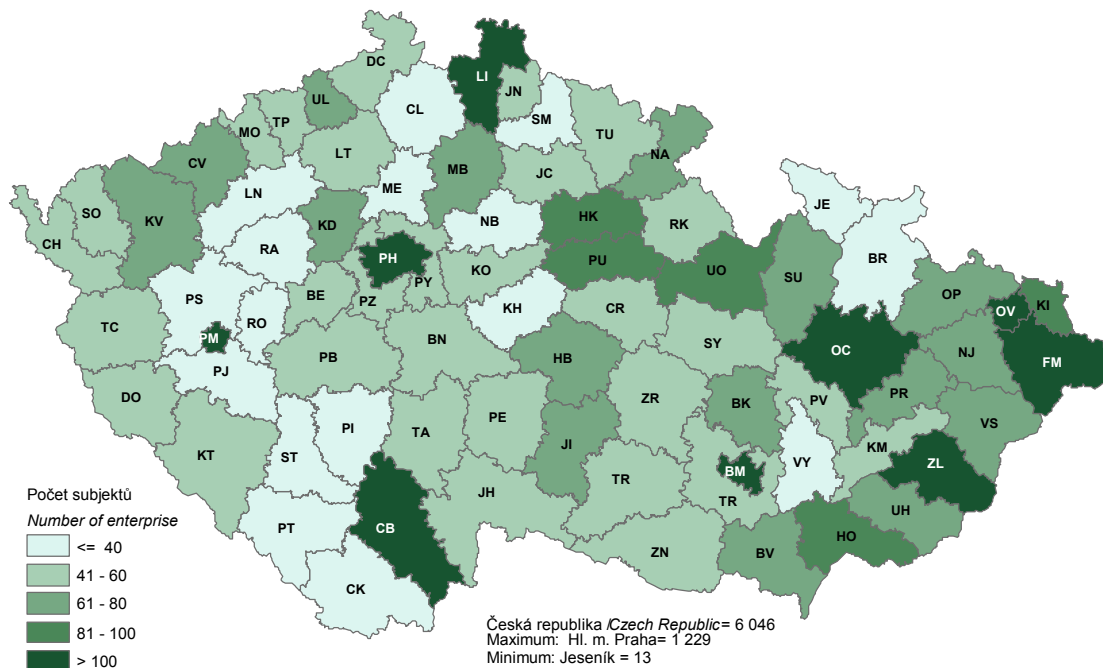 DC
LI
UL
JN
CL
SM
MO
TP
TU
LT
NA
CV
MB
JC
LN
ME
JE
SO
KV
KD
NB
HK
RK
CH
RA
PH
PU
UO
SU
BR
KO
PY
BE
PZ
OP
PS
RO
KH
CR
OV
KI
TC
PM
BN
SY
OC
PB
HB
NJ
FM
PJ
DO
ZR
BK
PV
PR
PI
TA
PE
VS
ST
JI
KM
KT
BM
VY
ZL
TR
TR
JH
UH
PT
CB
HO
ZN
BV
CK
Počet subjektů
Number of enterprise
<= 40
41 - 60
61 - 80
81 - 100
> 100
Česká republika /Czech Republic= 6 046
Maximum: Hl. m. Praha= 1 229
Minimum: Jeseník = 13